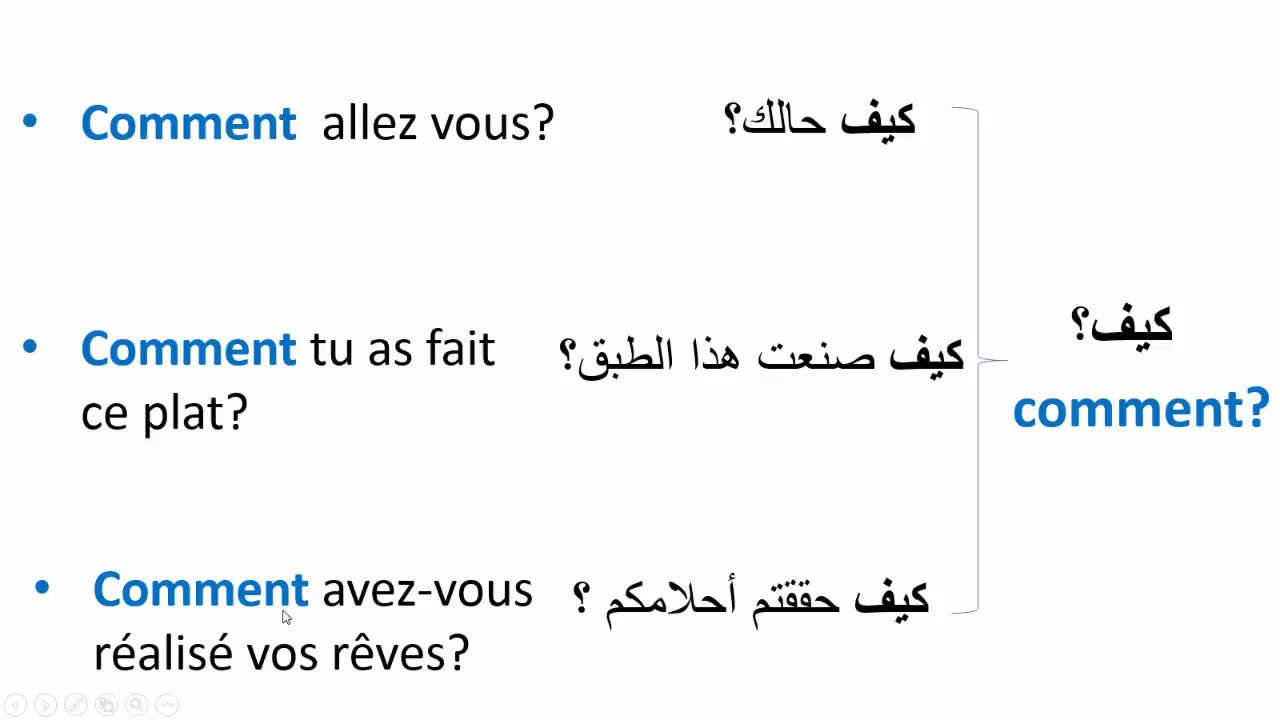 • Comment allez vous?
كيف حالك؟
• Comment tu as fait
ce plat?
كيف صنعت هذا الطبق؟
• Comment avez-vous
réalisé vos rêves?
كيف حققتم أحلامكم ؟
كيف؟
comment?